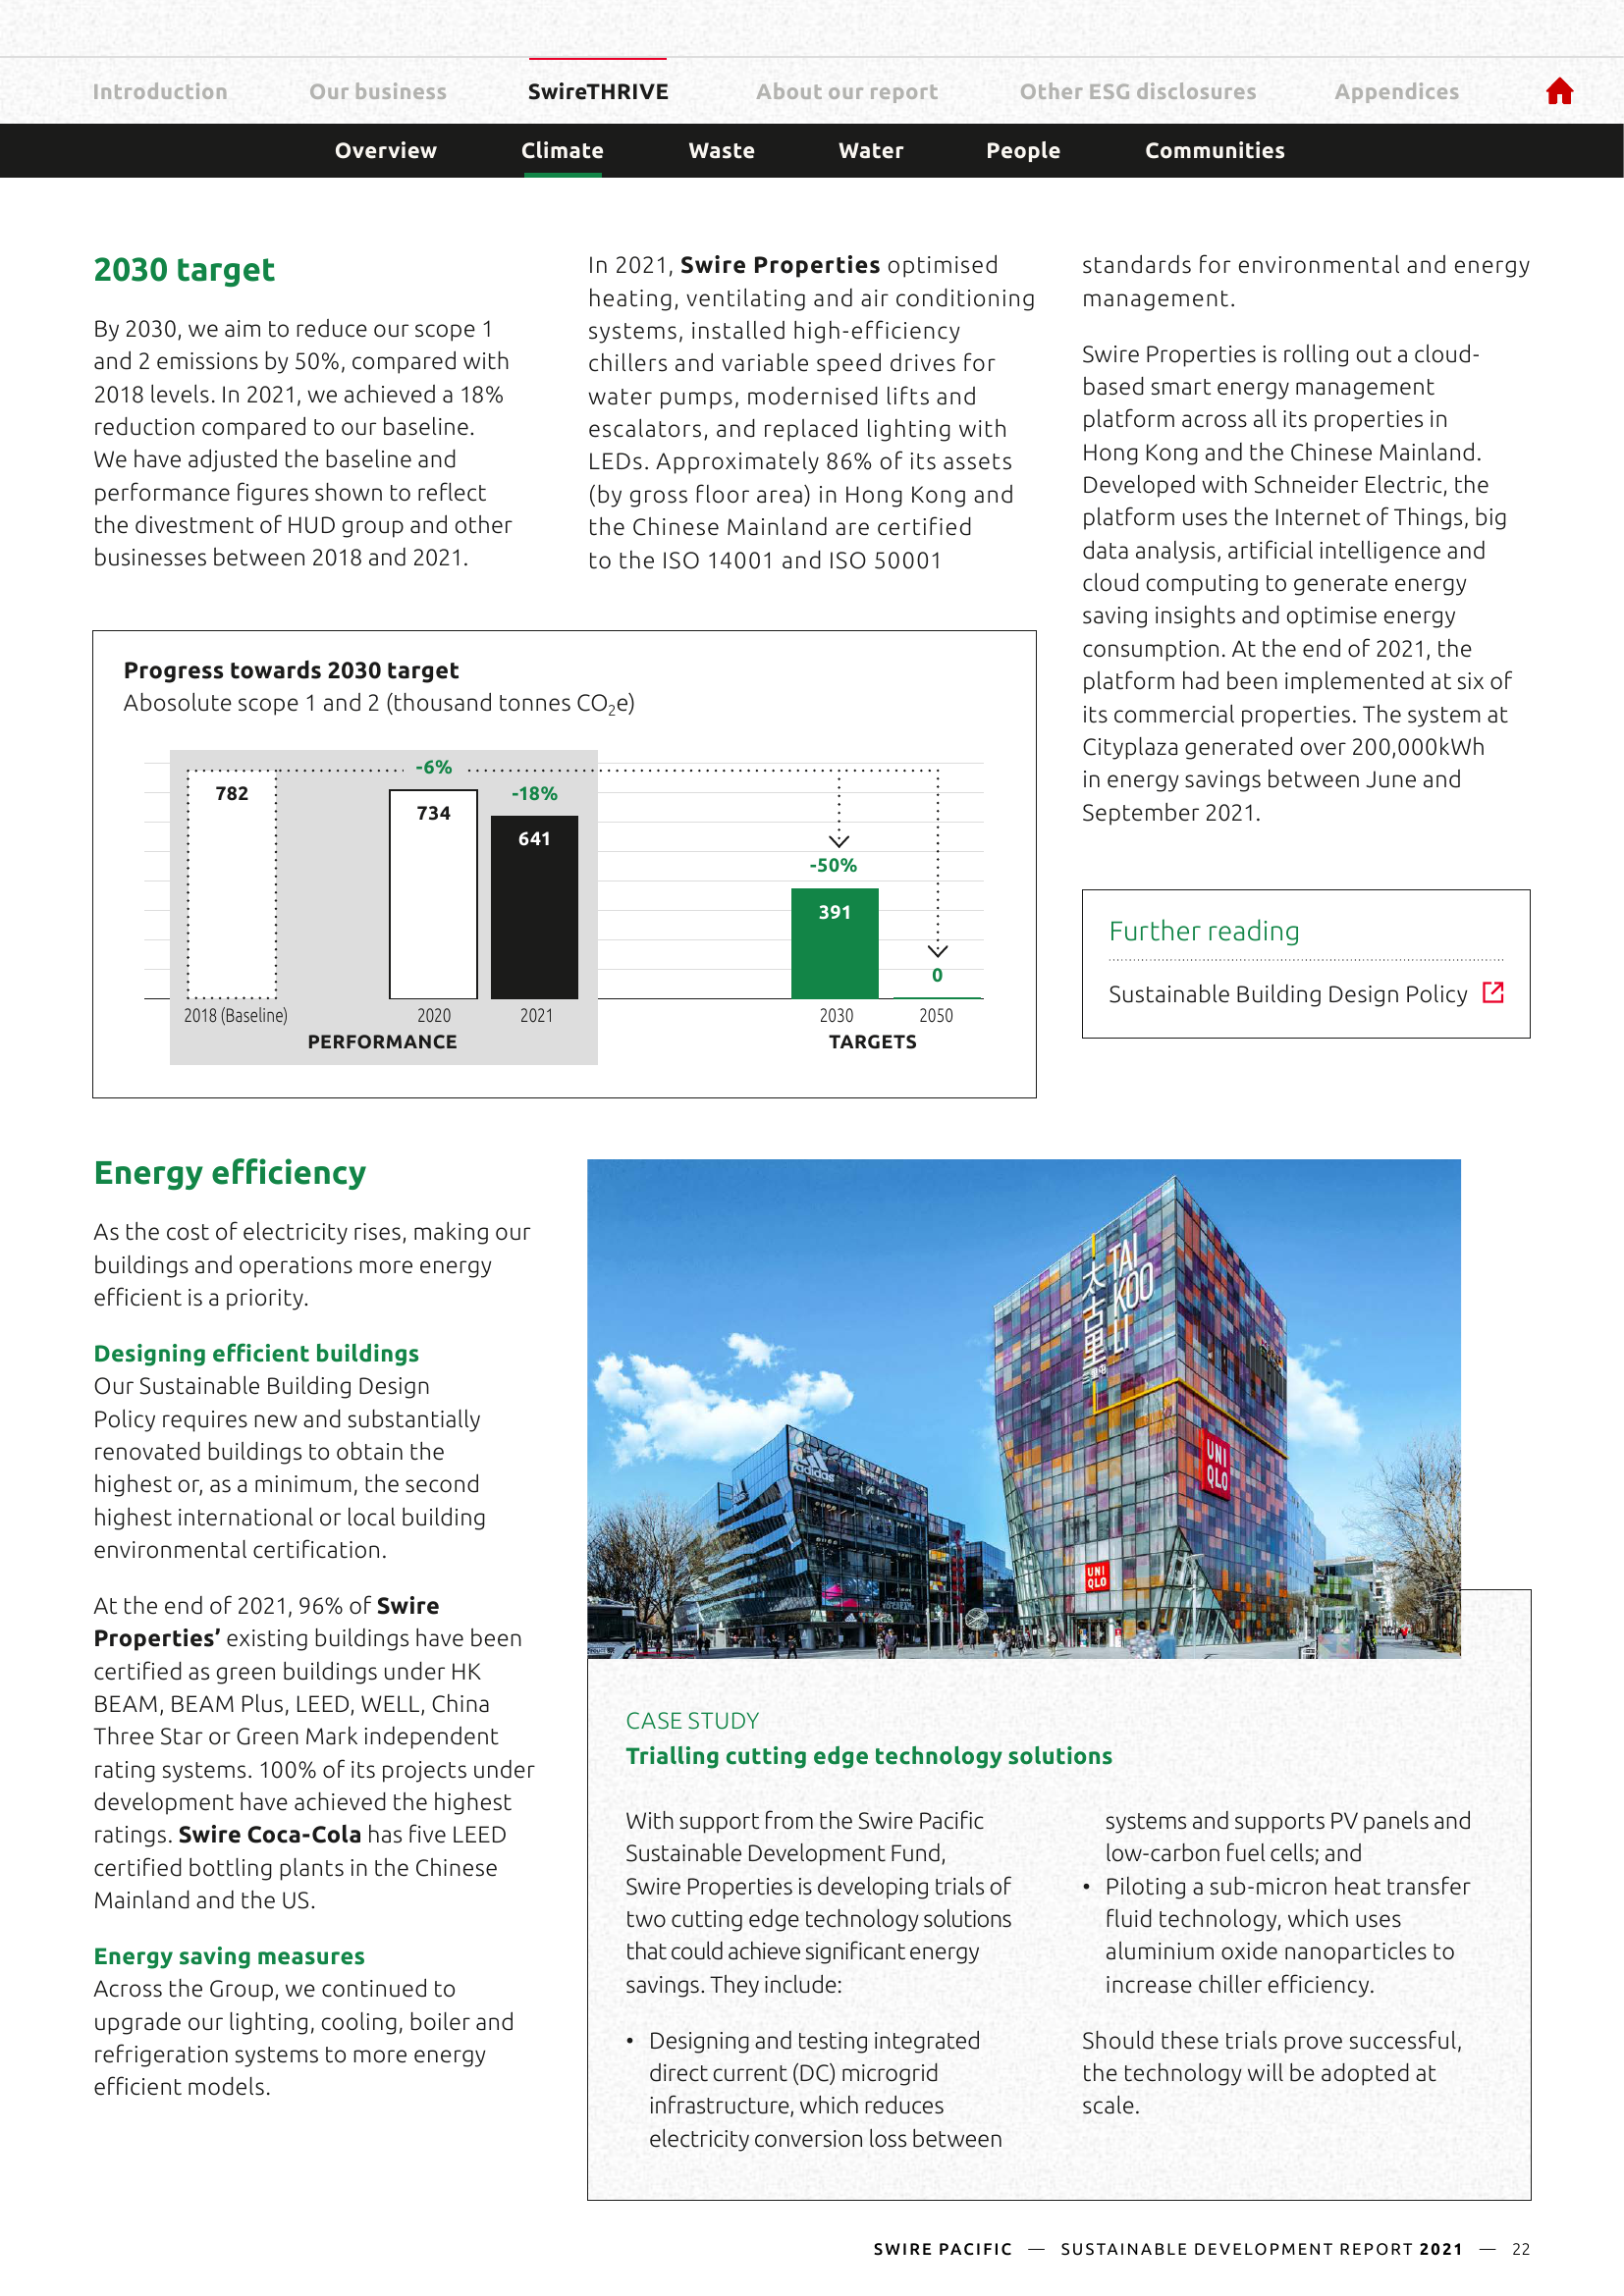 Introduction
Our business
SwireTHRIVE
About our report
Other ESG disclosures
Appendices
Overview
Climate
Waste
Water
People
Communities
2030 target
By 2030, we aim to reduce our scope 1
and 2 emissions by 50%, compared with
2018 levels. In 2021, we achieved a 18%
reduction compared to our baseline.
We have adjusted the baseline and
performance figures shown to reflect
the divestment of HUD group and other
businesses between 2018 and 2021.
In 2021, Swire Properties optimised
heating, ventilating and air conditioning
systems, installed high-efficiency
chillers and variable speed drives for
water pumps, modernised lifts and
escalators, and replaced lighting with
LEDs. Approximately 86% of its assets
(by gross floor area) in Hong Kong and
the Chinese Mainland are certified
to the ISO 14001 and ISO 50001
standards for environmental and energy
management.
Swire Properties is rolling out a cloud-
based smart energy management
platform across all its properties in
Hong Kong and the Chinese Mainland.
Developed with Schneider Electric, the
platform uses the Internet of Things, big
data analysis, artificial intelligence and
cloud computing to generate energy
saving insights and optimise energy
consumption. At the end of 2021, the
platform had been implemented at six of
its commercial properties. The system at
Cityplaza generated over 200,000kWh
in energy savings between June and
September 2021.
Progress towards 2030 target
Abosolute scope 1 and 2 (thousand tonnes CO₂e)
-6%
782
-18%
734
641
-50%
391
0
2018 (Baseline)
2020
2021
2030
2050
PERFORMANCE
TARGETS
Further reading
Sustainable Building Design Policy
Energy efficiency
As the cost of electricity rises, making our
buildings and operations more energy
efficient is a priority.
Designing efficient buildings
Our Sustainable Building Design
Policy requires new and substantially
renovated buildings to obtain the
highest or, as a minimum, the second
highest international or local building
environmental certification.
At the end of 2021, 96% of Swire
Properties’ existing buildings have been
certified as green buildings under HK
BEAM, BEAM Plus, LEED, WELL, China
Three Star or Green Mark independent
rating systems. 100% of its projects under
development have achieved the highest
ratings. Swire Coca-Cola has five LEED
certified bottling plants in the Chinese
Mainland and the US.
Energy saving measures
Across the Group, we continued to
upgrade our lighting, cooling, boiler and
refrigeration systems to more energy
efficient models.
太古里
TAI
KOO
LI
adidas
UNI
QLO
UNI
QLO
CASE STUDY
Trialling cutting edge technology solutions
With support from the Swire Pacific
Sustainable Development Fund,
Swire Properties is developing trials of
two cutting edge technology solutions
that could achieve significant energy
savings. They include:
• Designing and testing integrated
direct current (DC) microgrid
infrastructure, which reduces
electricity conversion loss between
systems and supports PV panels and
low-carbon fuel cells; and
• Piloting a sub-micron heat transfer
fluid technology, which uses
aluminium oxide nanoparticles to
increase chiller efficiency.
Should these trials prove successful,
the technology will be adopted at
scale.
SWIRE PACIFIC — SUSTAINABLE DEVELOPMENT REPORT 2021 — 22